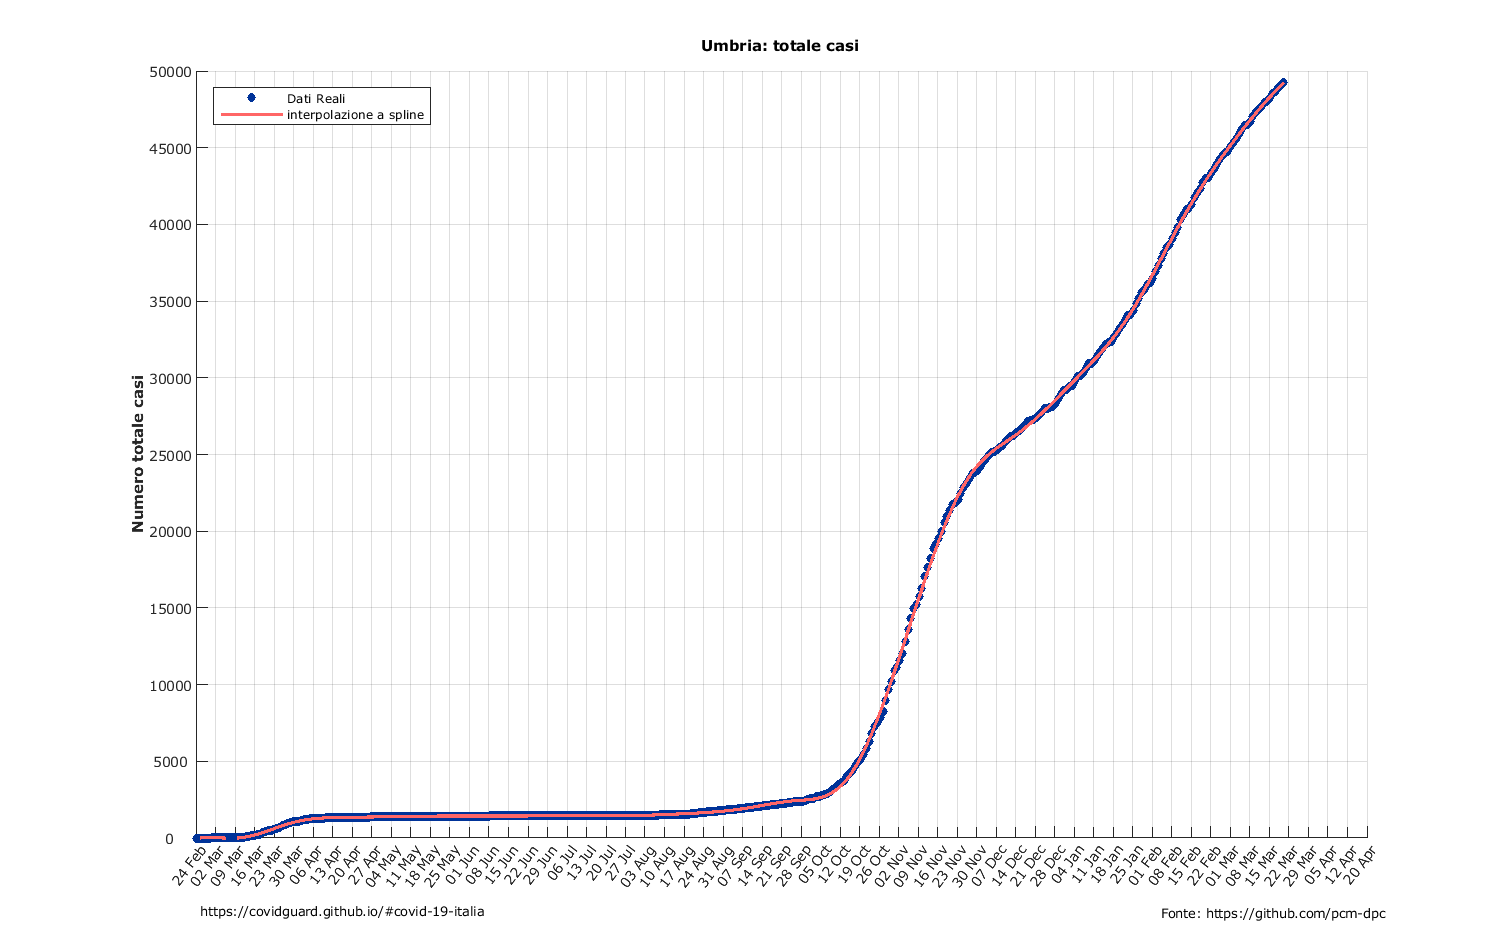 Umbria: totale casi
50000
45000
40000
35000
30000
25000
20000
15000
10000
5000
0
Numero totale casi
Dati Reali
interpolazione a spline
24 Feb
02 Mar
09 Mar
16 Mar
23 Mar
30 Mar
06 Apr
13 Apr
20 Apr
27 Apr
04 May
11 May
18 May
25 May
01 Jun
08 Jun
15 Jun
22 Jun
29 Jun
06 Jul
13 Jul
20 Jul
27 Jul
03 Aug
10 Aug
17 Aug
24 Aug
31 Aug
07 Sep
14 Sep
21 Sep
28 Sep
05 Oct
12 Oct
19 Oct
26 Oct
02 Nov
09 Nov
16 Nov
23 Nov
30 Nov
07 Dec
14 Dec
21 Dec
28 Dec
04 Jan
11 Jan
18 Jan
25 Jan
01 Feb
08 Feb
15 Feb
22 Feb
01 Mar
08 Mar
15 Mar
22 Mar
29 Mar
05 Apr
12 Apr
20 Apr
https://covidguard.github.io/#covid-19-italia
Fonte: https://github.com/pcm-dpc